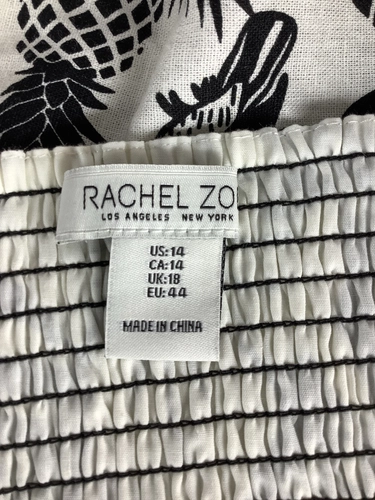 RACHEL ZO
LOS ANGELES NEW YORK
US:14
CA:14
UK:18
EU:44
MADE IN CHINA